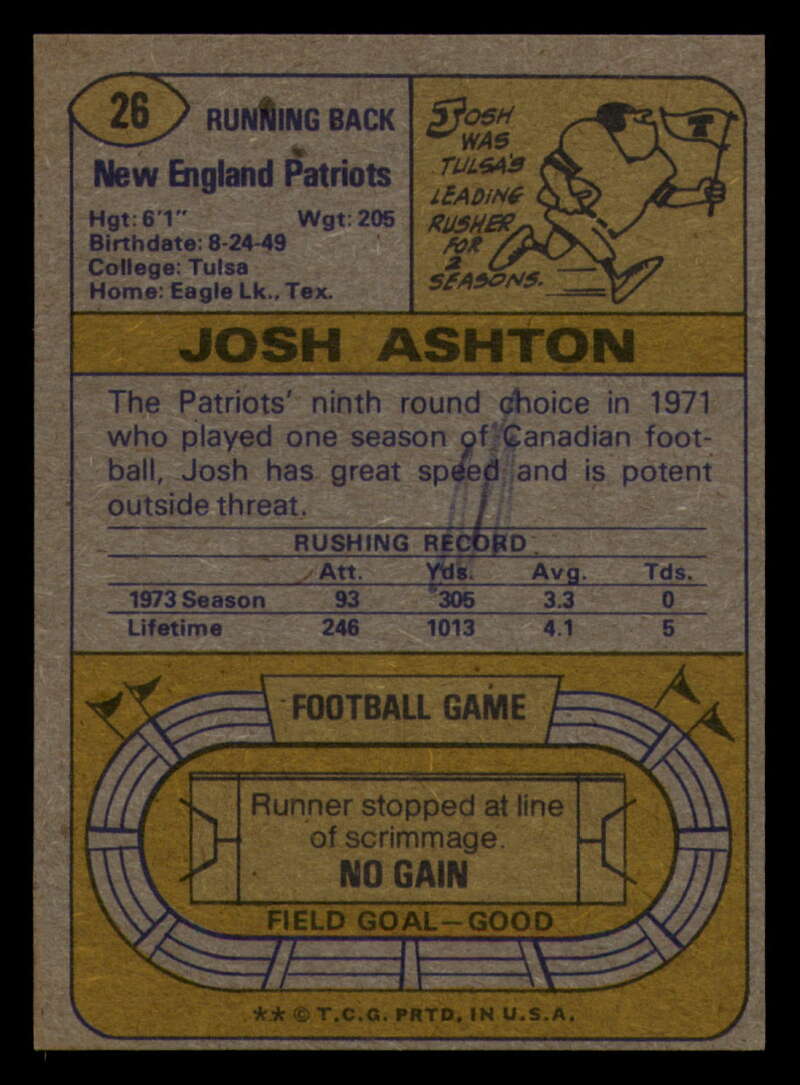 26
RUNNING BACK
New England Patriots
Hgt: 6'1" Wgt: 205
Birthdate: 8-24-49
College: Tulsa
Home: Eagle Lk., Tex.
JOSH
WAS
TULSA'S
LEADING
RUSHER
FOR
2
SEASONS.
T
JOSH ASHTON
The Patriots' ninth round choice in 1971
who played one season of Canadian foot-
ball, Josh has great speed and is potent
outside threat.
RUSHING RECORD
Att. Yds. Avg. Tds.
1973 Season 93 305 3.3 0
Lifetime 246 1013 4.1 5
FOOTBALL GAME
Runner stopped at line
of scrimmage.
NO GAIN
FIELD GOAL—GOOD
** © T.C.G. PRTD. IN U.S.A.